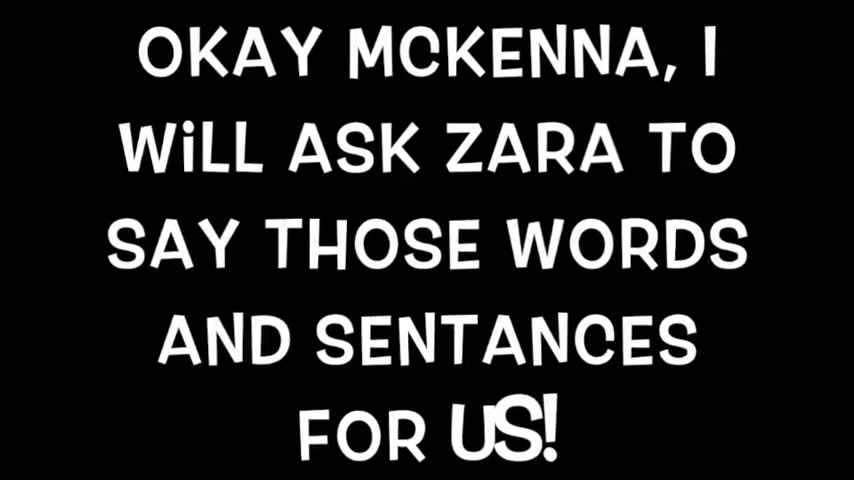 OKAY MCKENNA, I
WiLL ASK ZARA TO
SAY THOSE WORDS
AND SENTANCES
FOR US!